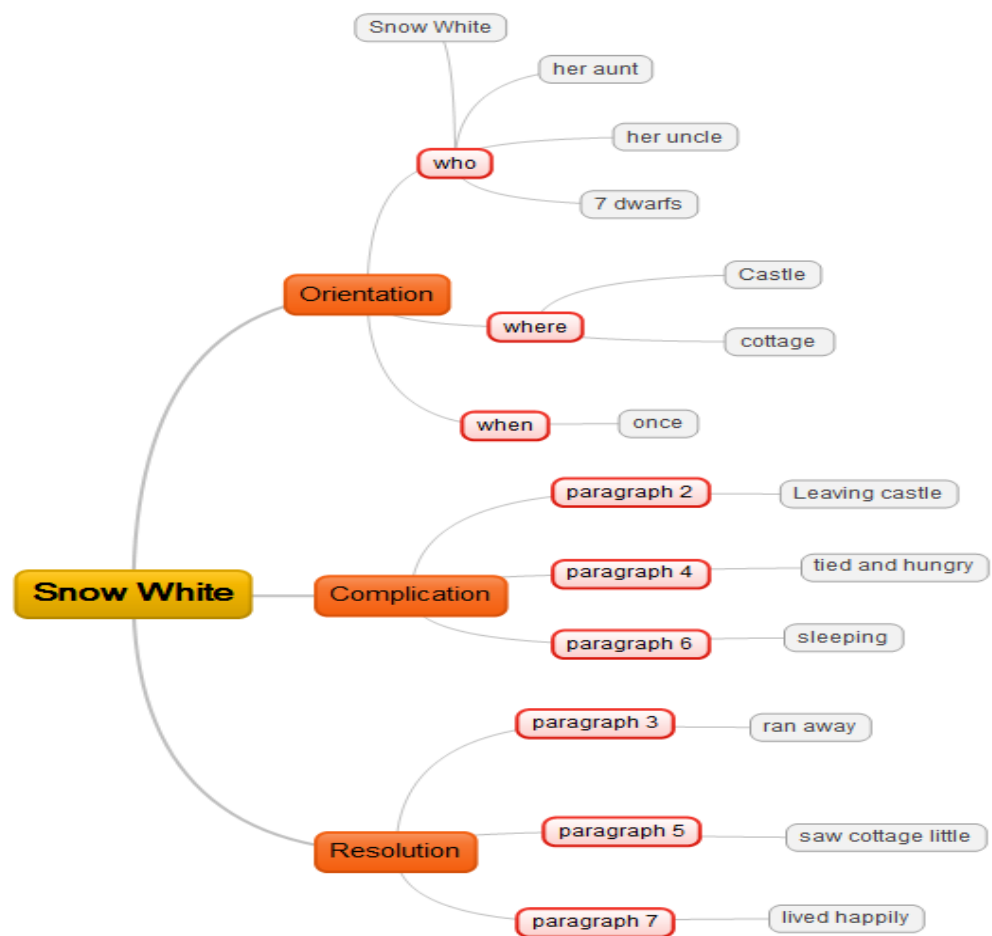 Snow White
her aunt
her uncle
who
7 dwarfs
Castle
Orientation
where
cottage
when
once
paragraph 2
Leaving castle
paragraph 4
tied and hungry
Snow White
Complication
paragraph 6
sleeping
paragraph 3
ran away
paragraph 5
saw cottage little
Resolution
paragraph 7
lived happily